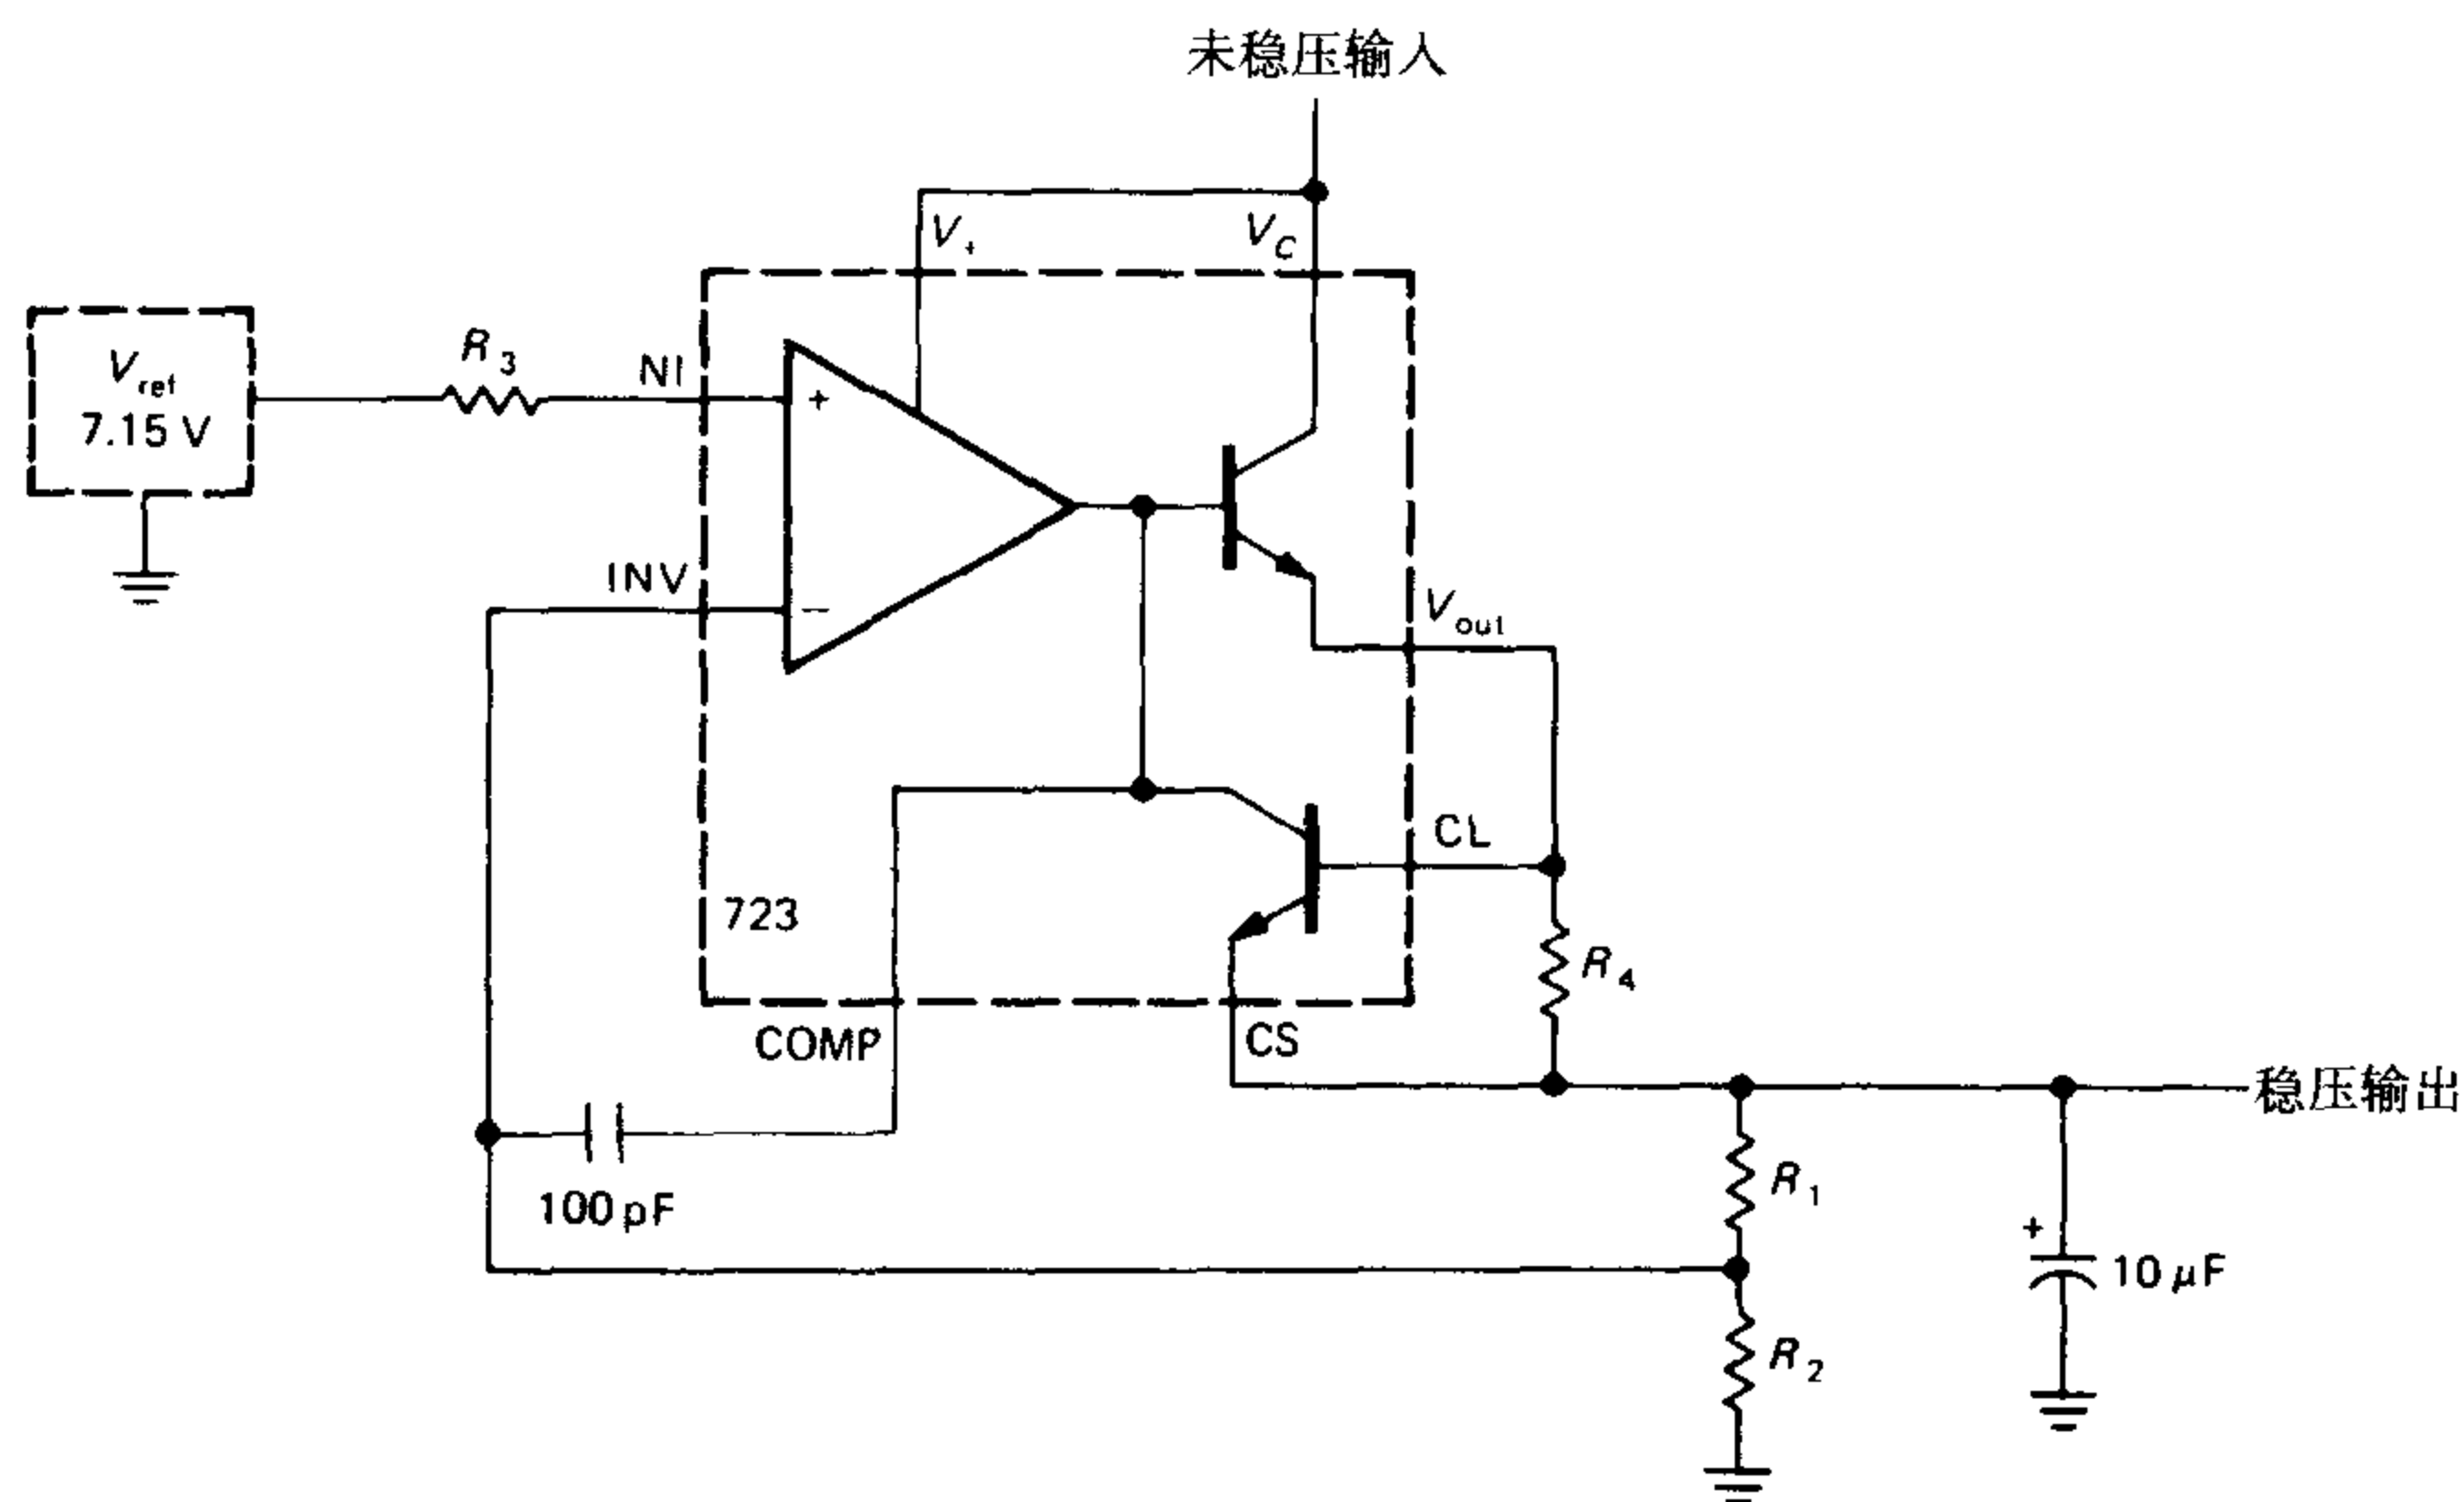 未稳压输入
V+
VC
Vref
7.15 V
R3
NI
+
INV
−
Vout
CL
723
R4
COMP
CS
稳压输出
100 pF
R1
+
10 µF
R2